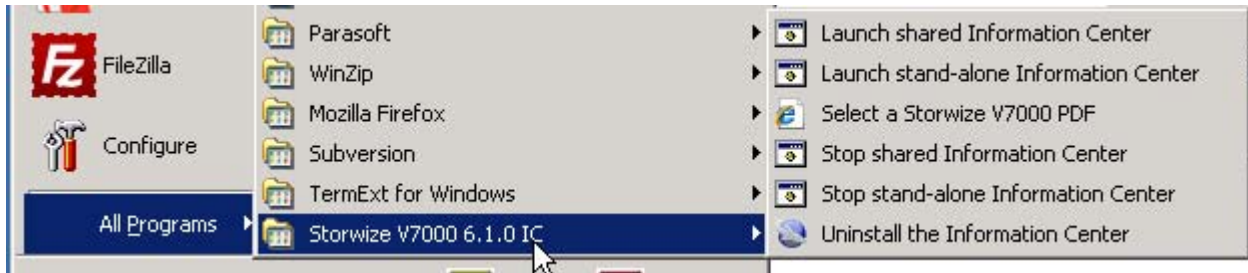 FileZilla
Configure
All Programs
Parasoft
WinZip
Mozilla Firefox
Subversion
TermExt for Windows
Storwize V7000 6.1.0 IC
Launch shared Information Center
Launch stand-alone Information Center
Select a Storwize V7000 PDF
Stop shared Information Center
Stop stand-alone Information Center
Uninstall the Information Center